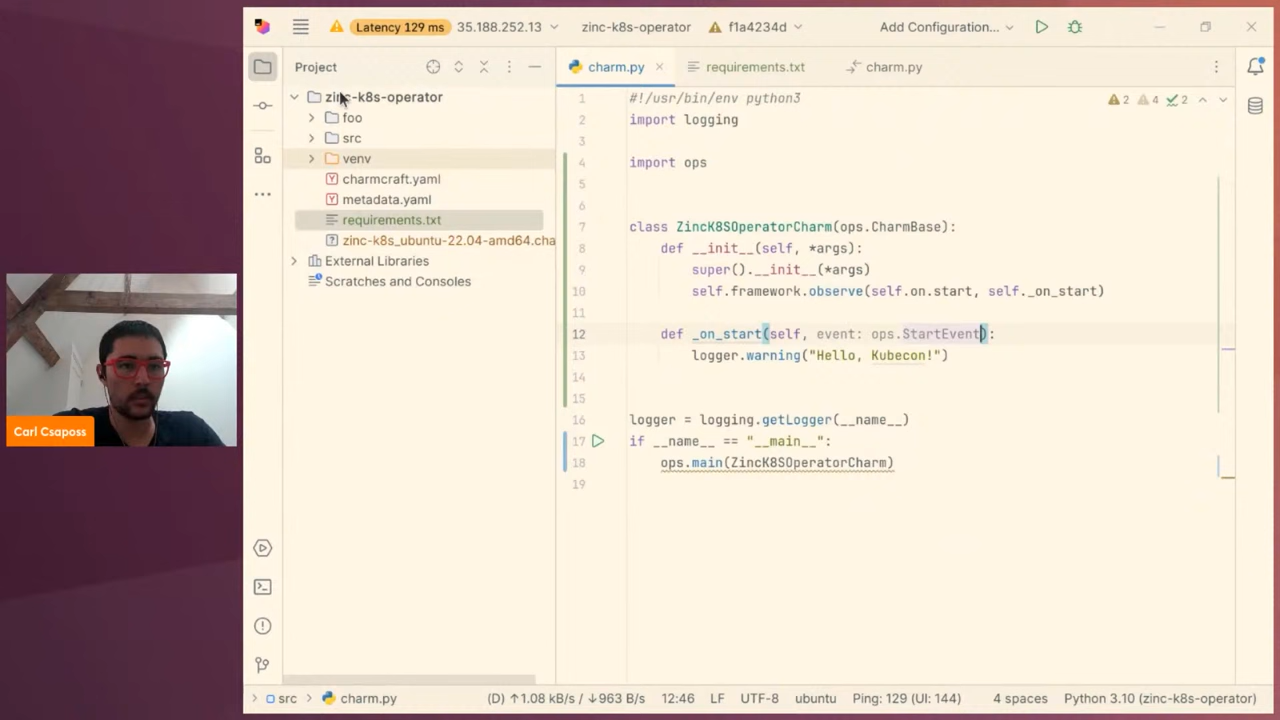 Latency 129 ms 35.188.252.13 zinc-k8s-operator f1a4234d Add Configuration...
Project
charm.py requirements.txt charm.py
zinc-k8s-operator
foo
src
venv
charmcraft.yaml
metadata.yaml
requirements.txt
zinc-k8s_ubuntu-22.04-amd64.cha
External Libraries
Scratches and Consoles
2 4 2
1 #!/usr/bin/env python3
2 import logging
3
4 import ops
5
6
7 class ZincK8SOperatorCharm(ops.CharmBase):
8 def __init__(self, *args):
9 super().__init__(*args)
10 self.framework.observe(self.on.start, self._on_start)
11
12 def _on_start(self, event: ops.StartEvent):
13 logger.warning("Hello, Kubecon!")
14
15
16 logger = logging.getLogger(__name__)
17 if __name__ == "__main__":
18 ops.main(ZincK8SOperatorCharm)
19
Carl Csaposs
src charm.py (D) ↑1.08 kB/s / ↓963 B/s 12:46 LF UTF-8 ubuntu Ping: 129 (UI: 144) 4 spaces Python 3.10 (zinc-k8s-operator)